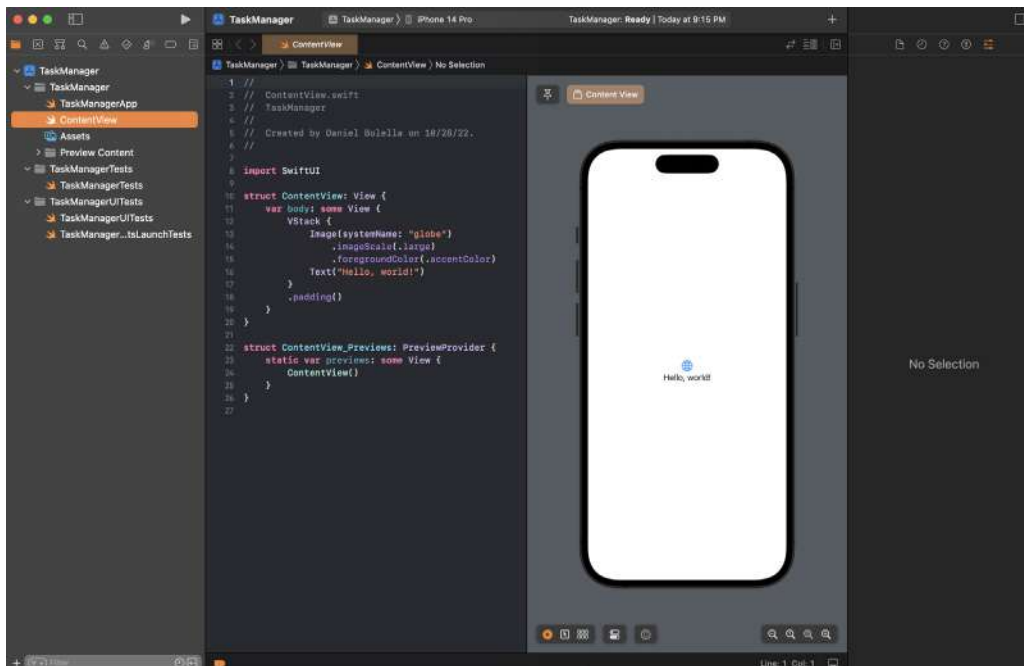 TaskManager
TaskManager 〉 iPhone 14 Pro
TaskManager: Ready | Today at 9:15 PM
ContentView
TaskManager 〉 TaskManager 〉 ContentView 〉 No Selection
TaskManager
TaskManager
TaskManagerApp
ContentView
Assets
Preview Content
TaskManagerTests
TaskManagerTests
TaskManagerUITests
TaskManagerUITests
TaskManager...tsLaunchTests
Filter
1 //
2 // ContentView.swift
3 // TaskManager
4 //
5 // Created by Daniel Bolella on 10/20/22.
6 //
7
8 import SwiftUI
9
10 struct ContentView: View {
11 var body: some View {
12 VStack {
13 Image(systemName: "globe")
14 .imageScale(.large)
15 .foregroundColor(.accentColor)
16 Text("Hello, world!")
17 }
18 .padding()
19 }
20 }
21
22 struct ContentView_Previews: PreviewProvider {
23 static var previews: some View {
24 ContentView()
25 }
26 }
27
Content View
Hello, world!
No Selection
Line: 1 Col: 1